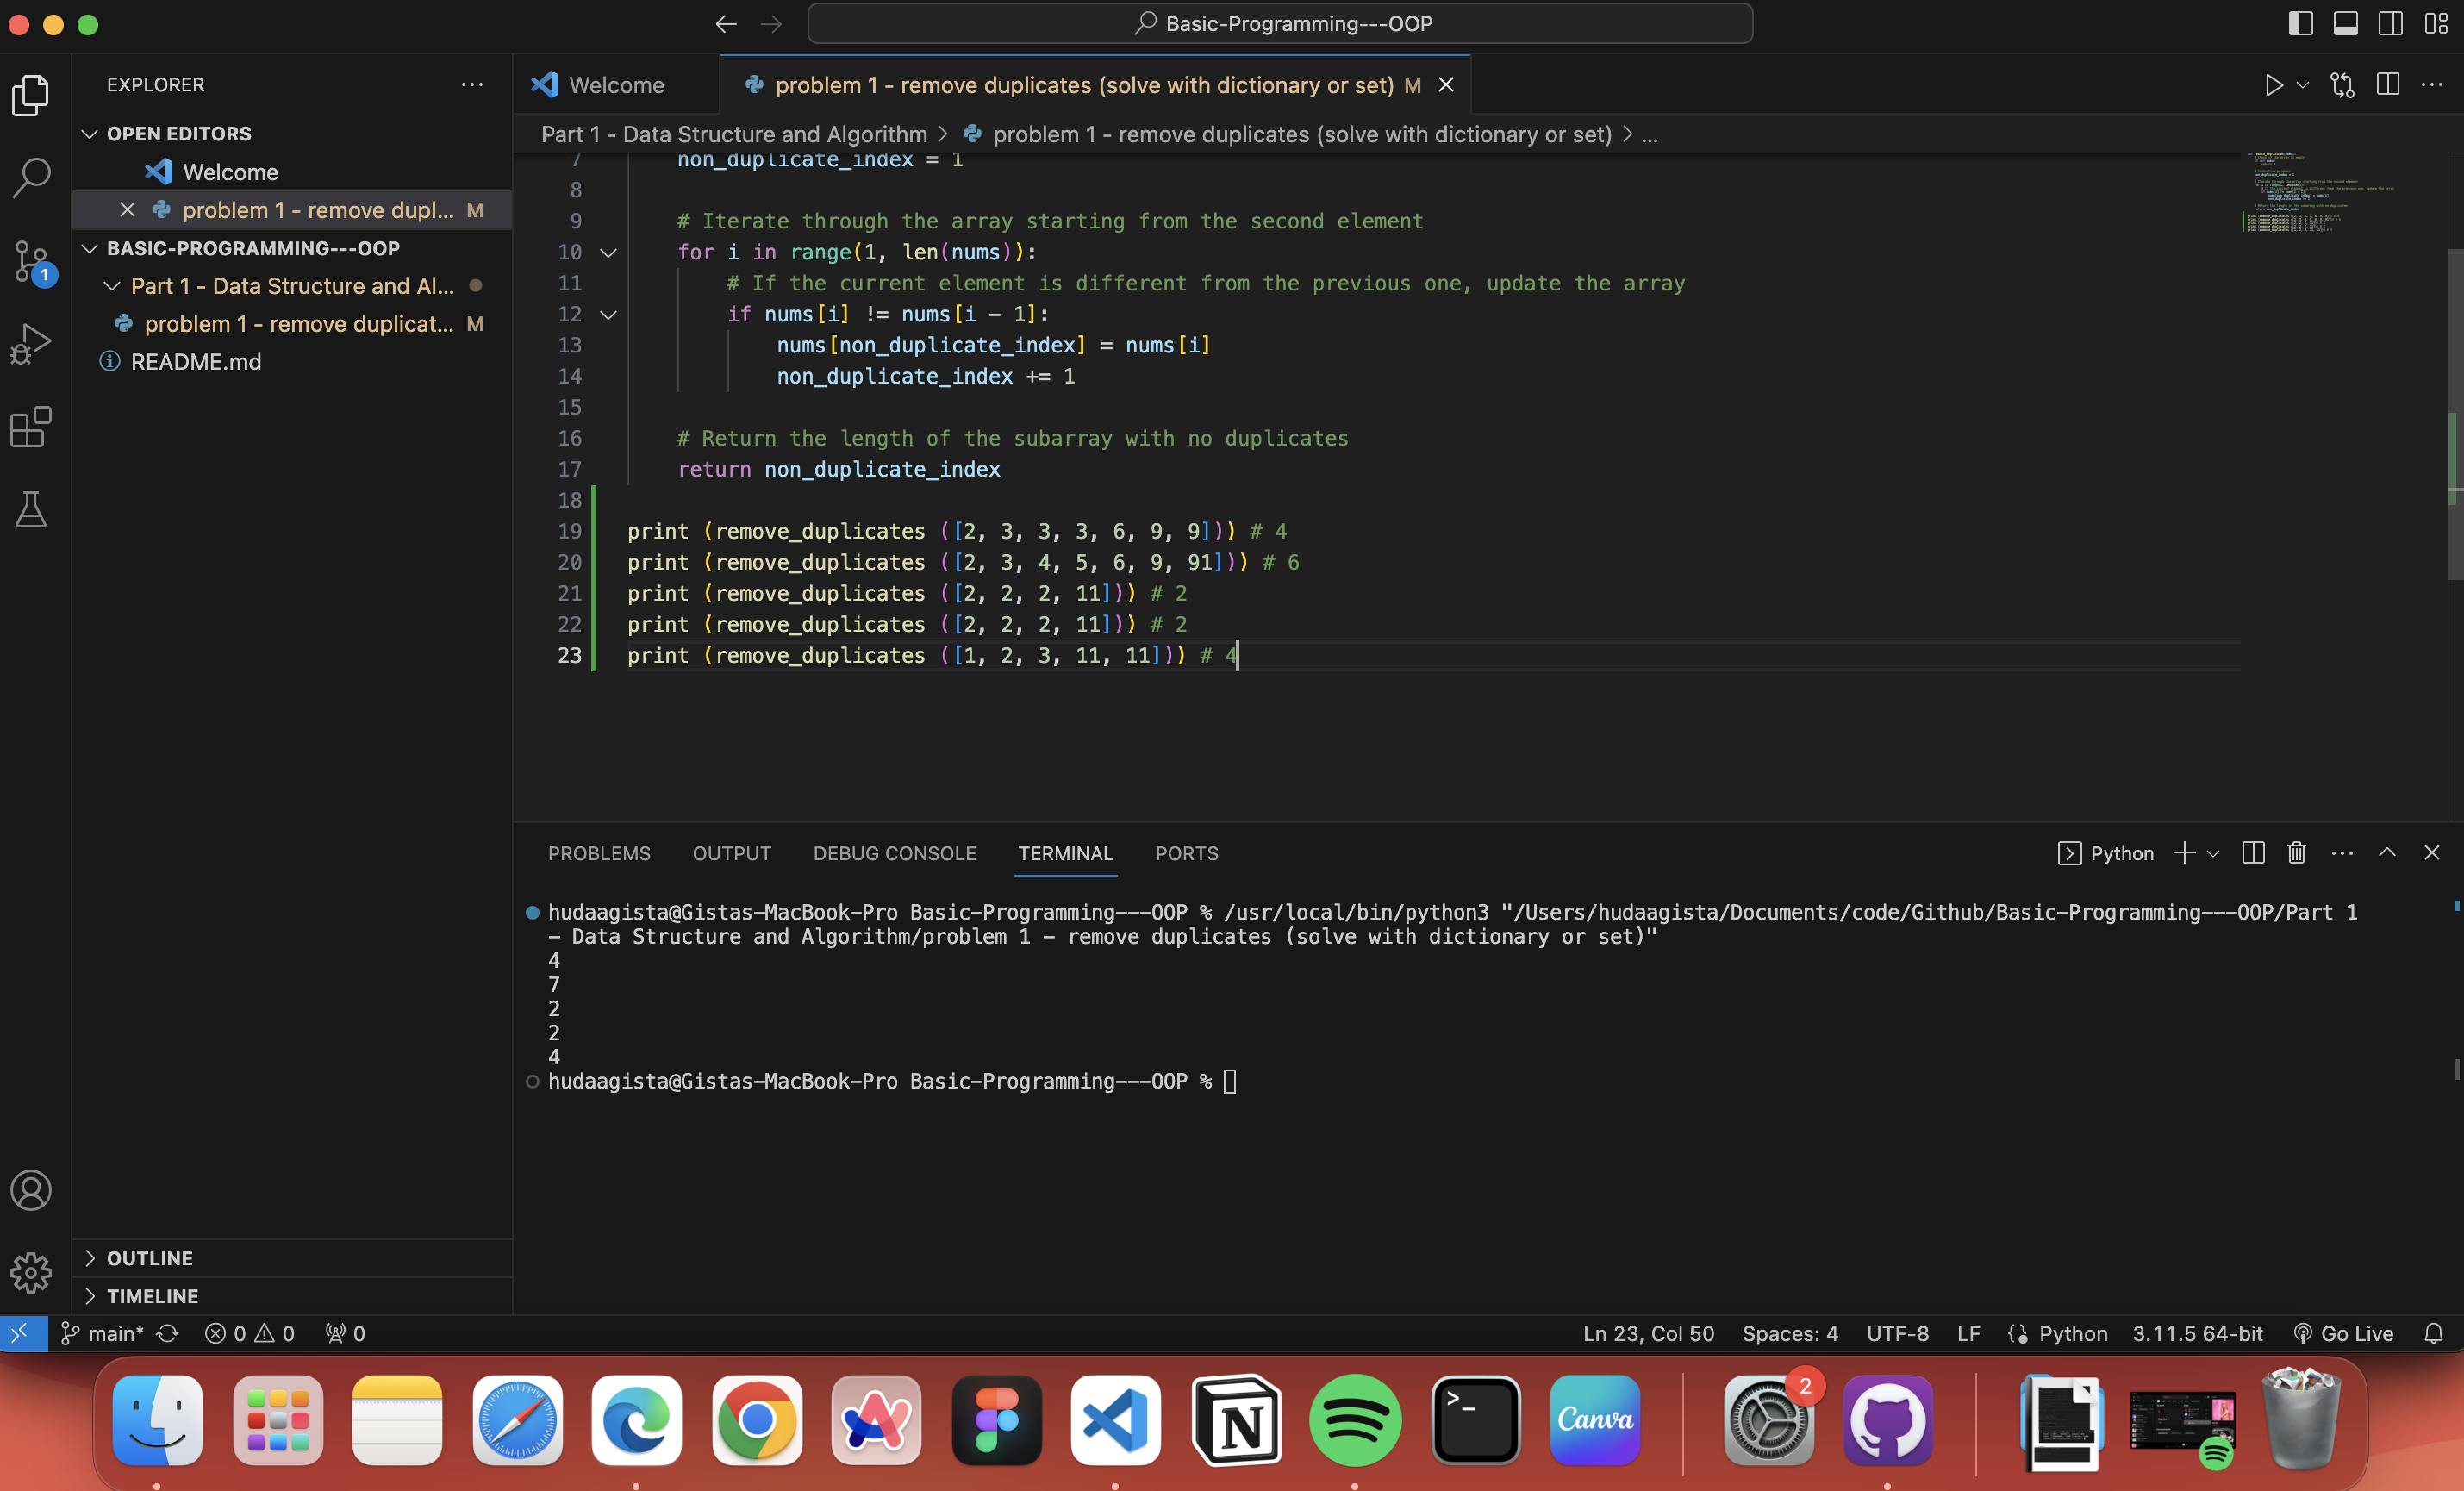 Basic-Programming---OOP
EXPLORER
OPEN EDITORS
Welcome
problem 1 - remove dupl... M
BASIC-PROGRAMMING---OOP
Part 1 - Data Structure and Al...
problem 1 - remove duplicat... M
README.md
OUTLINE
TIMELINE
Welcome
problem 1 - remove duplicates (solve with dictionary or set) M
Part 1 - Data Structure and Algorithm > problem 1 - remove duplicates (solve with dictionary or set) > ...
7 non_duplicate_index = 1
8
9 # Iterate through the array starting from the second element
10 for i in range(1, len(nums)):
11 # If the current element is different from the previous one, update the array
12 if nums[i] != nums[i - 1]:
13 nums[non_duplicate_index] = nums[i]
14 non_duplicate_index += 1
15
16 # Return the length of the subarray with no duplicates
17 return non_duplicate_index
18
19 print (remove_duplicates ([2, 3, 3, 3, 6, 9, 9])) # 4
20 print (remove_duplicates ([2, 3, 4, 5, 6, 9, 91])) # 6
21 print (remove_duplicates ([2, 2, 2, 11])) # 2
22 print (remove_duplicates ([2, 2, 2, 11])) # 2
23 print (remove_duplicates ([1, 2, 3, 11, 11])) # 4
PROBLEMS OUTPUT DEBUG CONSOLE TERMINAL PORTS
Python
hudaagista@Gistas-MacBook-Pro Basic-Programming---OOP % /usr/local/bin/python3 "/Users/hudaagista/Documents/code/Github/Basic-Programming---OOP/Part 1
- Data Structure and Algorithm/problem 1 - remove duplicates (solve with dictionary or set)"
4
7
2
2
4
hudaagista@Gistas-MacBook-Pro Basic-Programming---OOP %
1
main* 0 0 0
Ln 23, Col 50 Spaces: 4 UTF-8 LF Python 3.11.5 64-bit Go Live
Canva
2